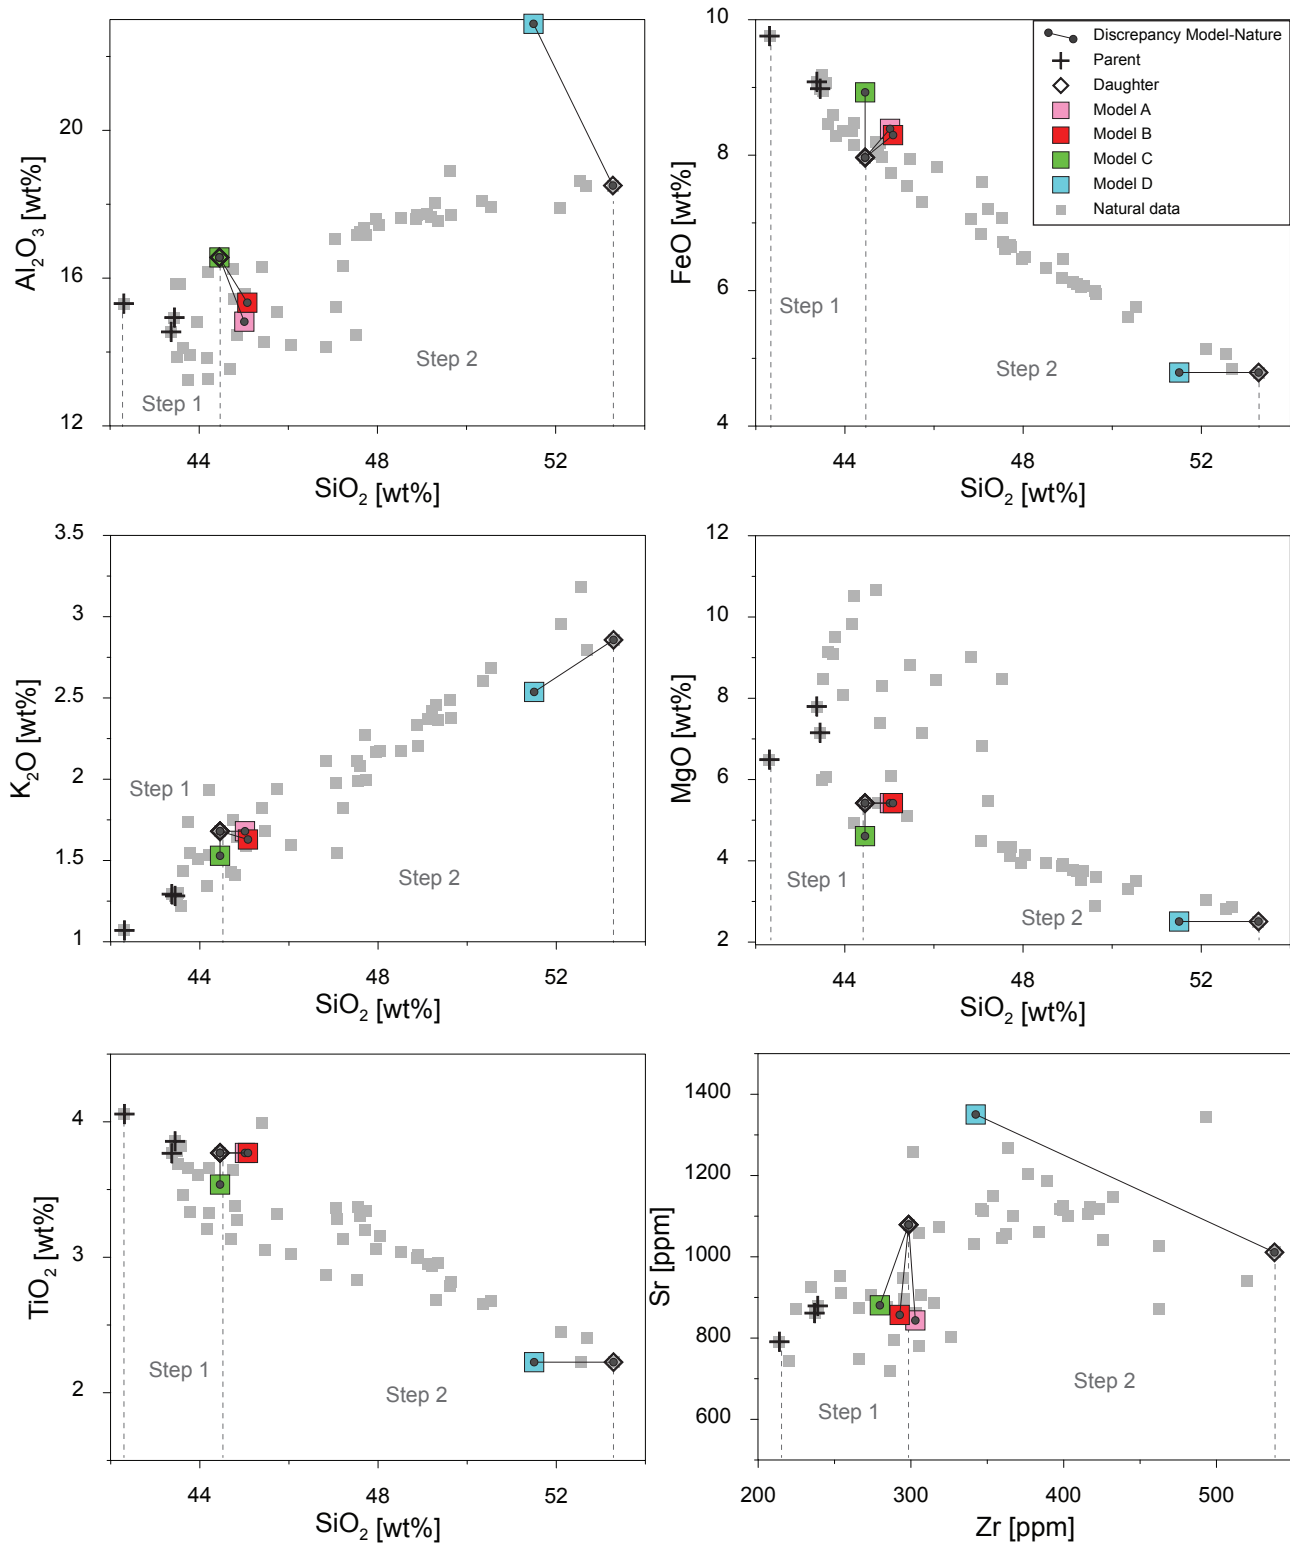 20
16
12
Al₂O₃ [wt%]
Step 1
Step 2
44
48
52
SiO₂ [wt%]
10
8
6
4
FeO [wt%]
Step 1
Step 2
44
48
52
SiO₂ [wt%]
Discrepancy Model-Nature
Parent
Daughter
Model A
Model B
Model C
Model D
Natural data
3.5
3
2.5
2
1.5
1
K₂O [wt%]
Step 1
Step 2
44
48
52
SiO₂ [wt%]
12
10
8
6
4
2
MgO [wt%]
Step 1
Step 2
44
48
52
SiO₂ [wt%]
4
3
2
TiO₂ [wt%]
Step 1
Step 2
44
48
52
SiO₂ [wt%]
1400
1200
1000
800
600
Sr [ppm]
Step 1
Step 2
200
300
400
500
Zr [ppm]